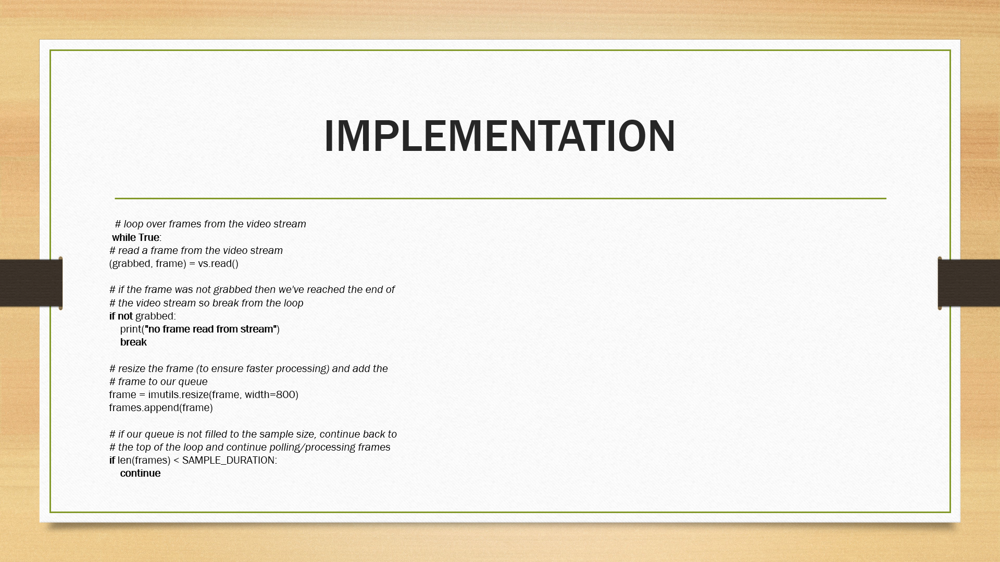 IMPLEMENTATION
# loop over frames from the video stream
while True:
# read a frame from the video stream
(grabbed, frame) = vs.read()
# if the frame was not grabbed then we've reached the end of
# the video stream so break from the loop
if not grabbed:
print("no frame read from stream")
break
# resize the frame (to ensure faster processing) and add the
# frame to our queue
frame = imutils.resize(frame, width=800)
frames.append(frame)
# if our queue is not filled to the sample size, continue back to
# the top of the loop and continue polling/processing frames
if len(frames) < SAMPLE_DURATION:
continue